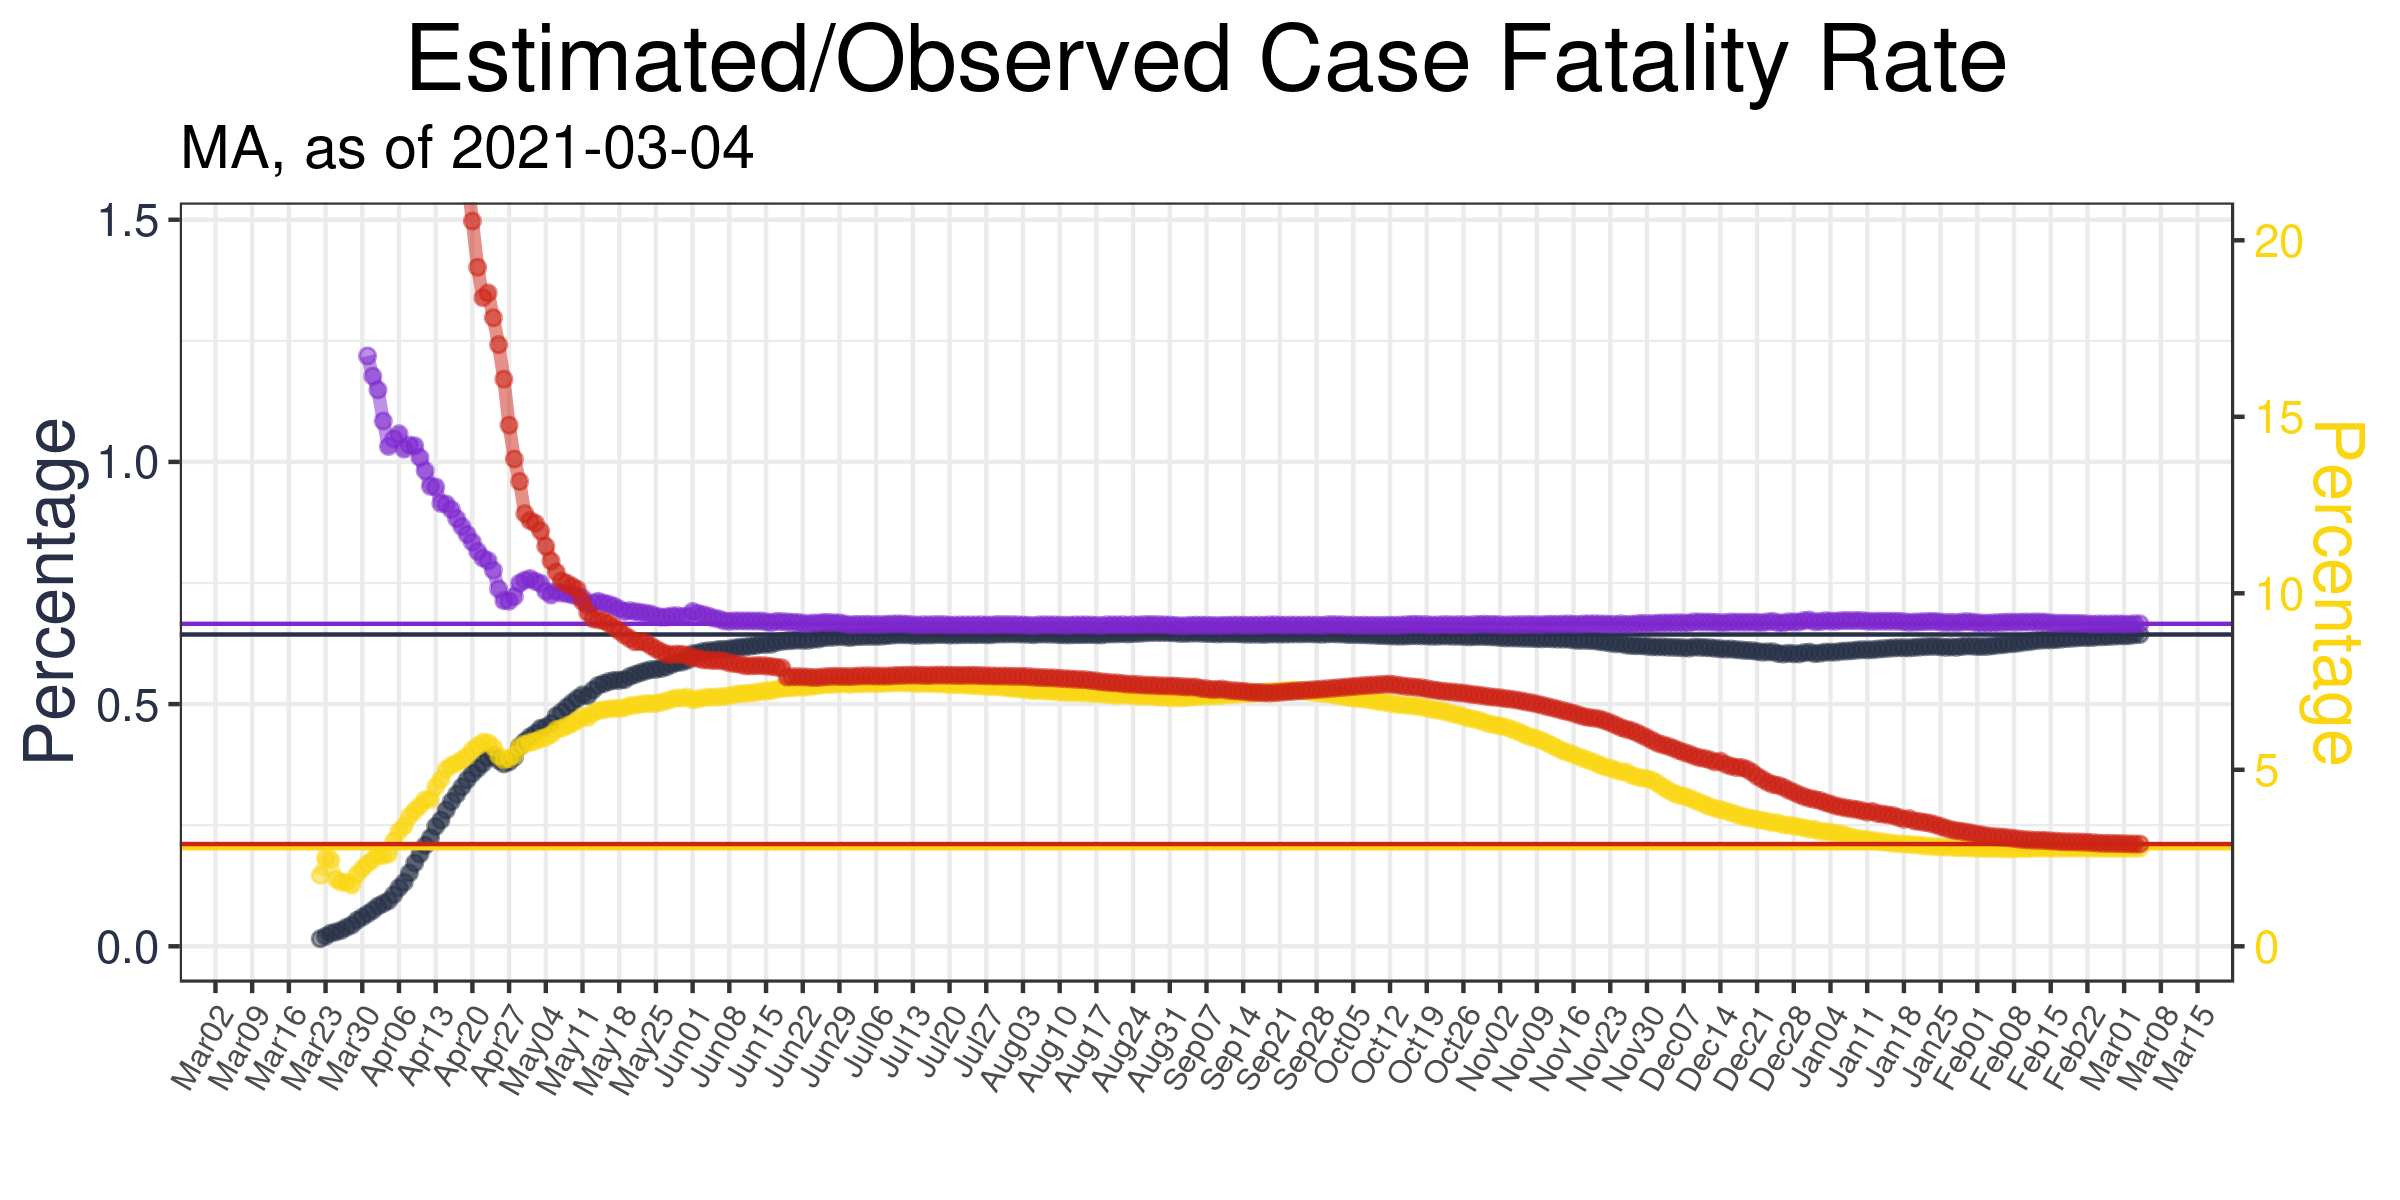 Estimated/Observed Case Fatality Rate
MA, as of 2021-03-04
Percentage
1.5
1.0
0.5
0.0
20
15
10
5
0
Percentage
Mar02
Mar09
Mar16
Mar23
Mar30
Apr06
Apr13
Apr20
Apr27
May04
May11
May18
May25
Jun01
Jun08
Jun15
Jun22
Jun29
Jul06
Jul13
Jul20
Jul27
Aug03
Aug10
Aug17
Aug24
Aug31
Sep07
Sep14
Sep21
Sep28
Oct05
Oct12
Oct19
Oct26
Nov02
Nov09
Nov16
Nov23
Nov30
Dec07
Dec14
Dec21
Dec28
Jan04
Jan11
Jan18
Jan25
Feb01
Feb08
Feb15
Feb22
Mar01
Mar08
Mar15